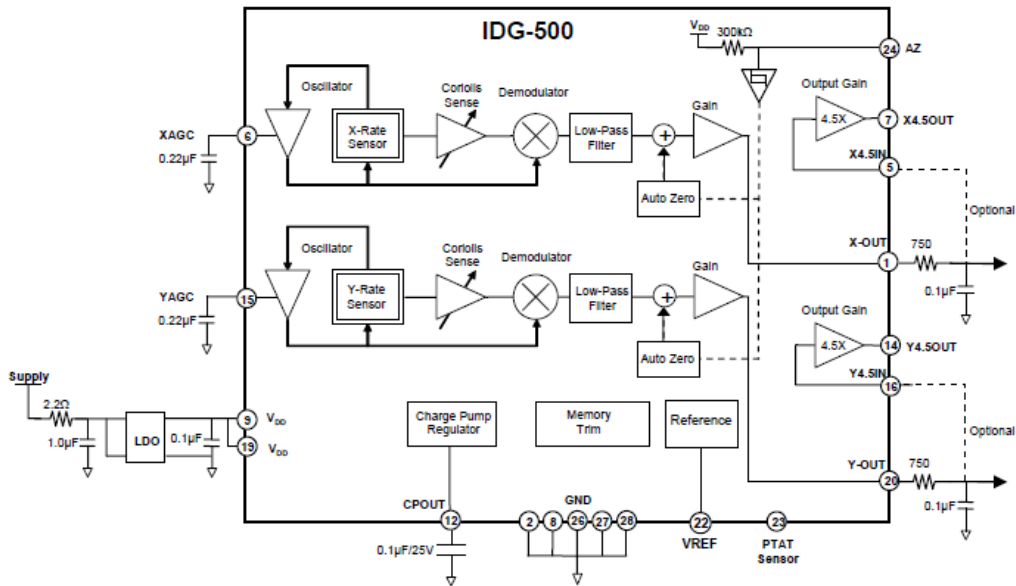 IDG-500
V_DD
300kΩ
24
AZ
Oscillator
Coriolis
Sense
Demodulator
Output Gain
XAGC
6
X-Rate
Sensor
Low-Pass
Filter
+
Gain
4.5X
7
X4.5OUT
0.22µF
X4.5IN
5
Auto Zero
Optional
X-OUT
1
750
0.1µF
Oscillator
Coriolis
Sense
Demodulator
Gain
YAGC
15
Y-Rate
Sensor
Low-Pass
Filter
+
Output Gain
4.5X
14
Y4.5OUT
0.22µF
Auto Zero
Y4.5IN
16
Supply
2.2Ω
1.0µF
LDO
0.1µF
9
V_DD
19
V_DD
Charge Pump
Regulator
Memory
Trim
Reference
Optional
Y-OUT
20
750
0.1µF
CPOUT
12
GND
2
8
26
27
28
22
23
VREF
PTAT
Sensor
0.1µF/25V